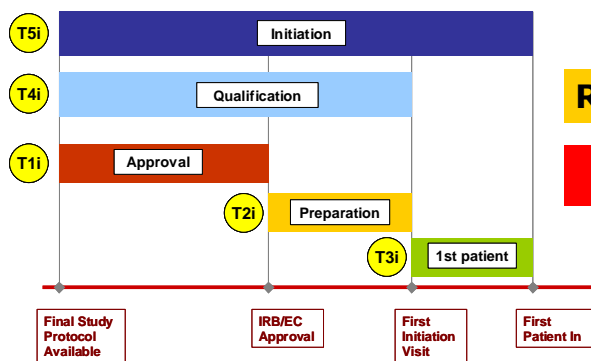 T5i
Initiation
T4i
Qualification
R
T1i
Approval
T2i
Preparation
T3i
1st patient
Final Study
Protocol
Available
IRB/EC
Approval
First
Initiation
Visit
First
Patient In